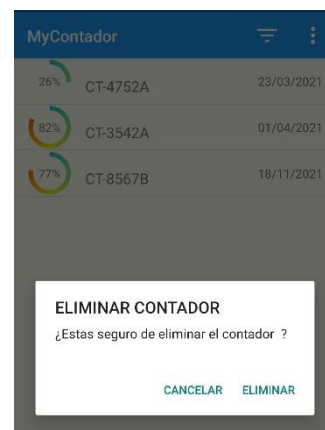 MyContador
26% CT-4752A 23/03/2021
82% CT-3542A 01/04/2021
77% CT-8567B 18/11/2021
ELIMINAR CONTADOR
¿Estas seguro de eliminar el contador ?
CANCELAR ELIMINAR